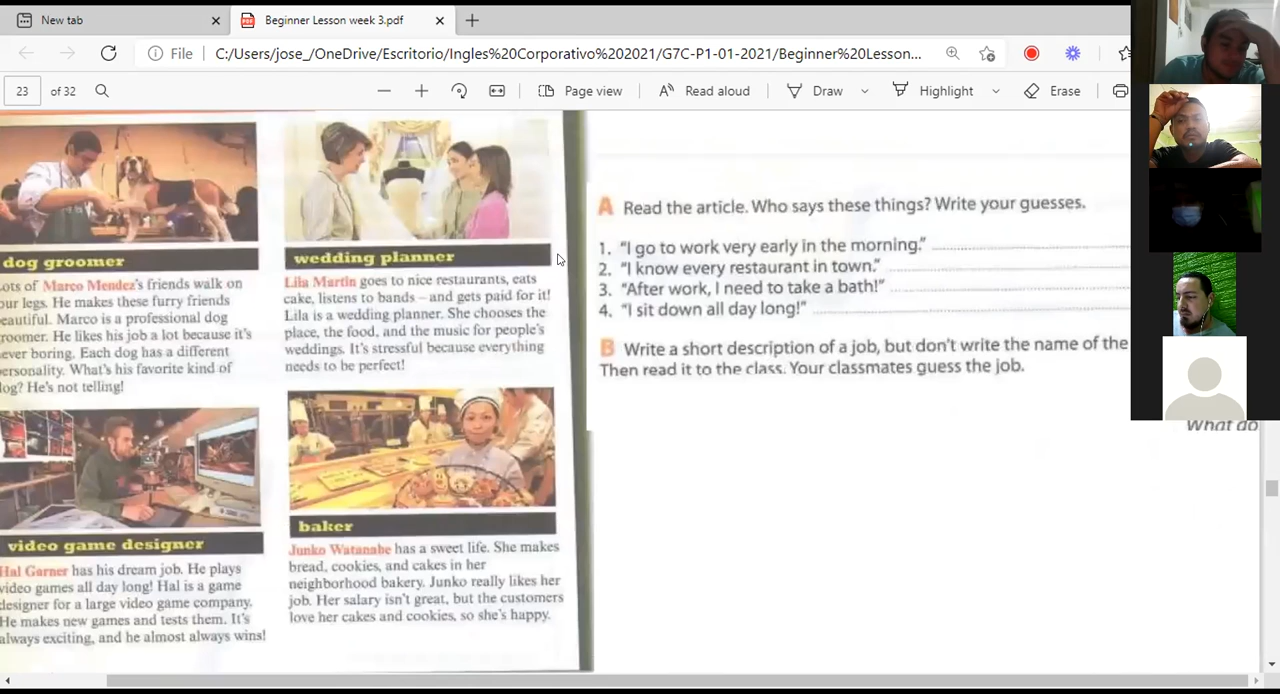 New tab
Beginner Lesson week 3.pdf
File
C:/Users/jose_/OneDrive/Escritorio/Ingles%20Corporativo%202021/G7C-P1-01-2021/Beginner%20Lesson...
23 of 32
Page view
Read aloud
Draw
Highlight
Erase
dog groomer
ots of Marco Mendez's friends walk on
our legs. He makes these furry friends
eautiful. Marco is a professional dog
roomer. He likes his job a lot because it's
ever boring. Each dog has a different
ersonality. What's his favorite kind of
log? He's not telling!
wedding planner
Lila Martin goes to nice restaurants, eats
cake, listens to bands – and gets paid for it!
Lila is a wedding planner. She chooses the
place, the food, and the music for people's
weddings. It's stressful because everything
needs to be perfect!
video game designer
Hal Garner has his dream job. He plays
video games all day long! Hal is a game
designer for a large video game company.
He makes new games and tests them. It's
always exciting, and he almost always wins!
baker
Junko Watanabe has a sweet life. She makes
bread, cookies, and cakes in her
neighborhood bakery. Junko really likes her
job. Her salary isn't great, but the customers
love her cakes and cookies, so she's happy.
A Read the article. Who says these things? Write your guesses.
1. "I go to work very early in the morning."
2. "I know every restaurant in town."
3. "After work, I need to take a bath!"
4. "I sit down all day long!"
B Write a short description of a job, but don't write the name of the
Then read it to the class. Your classmates guess the job.
What do